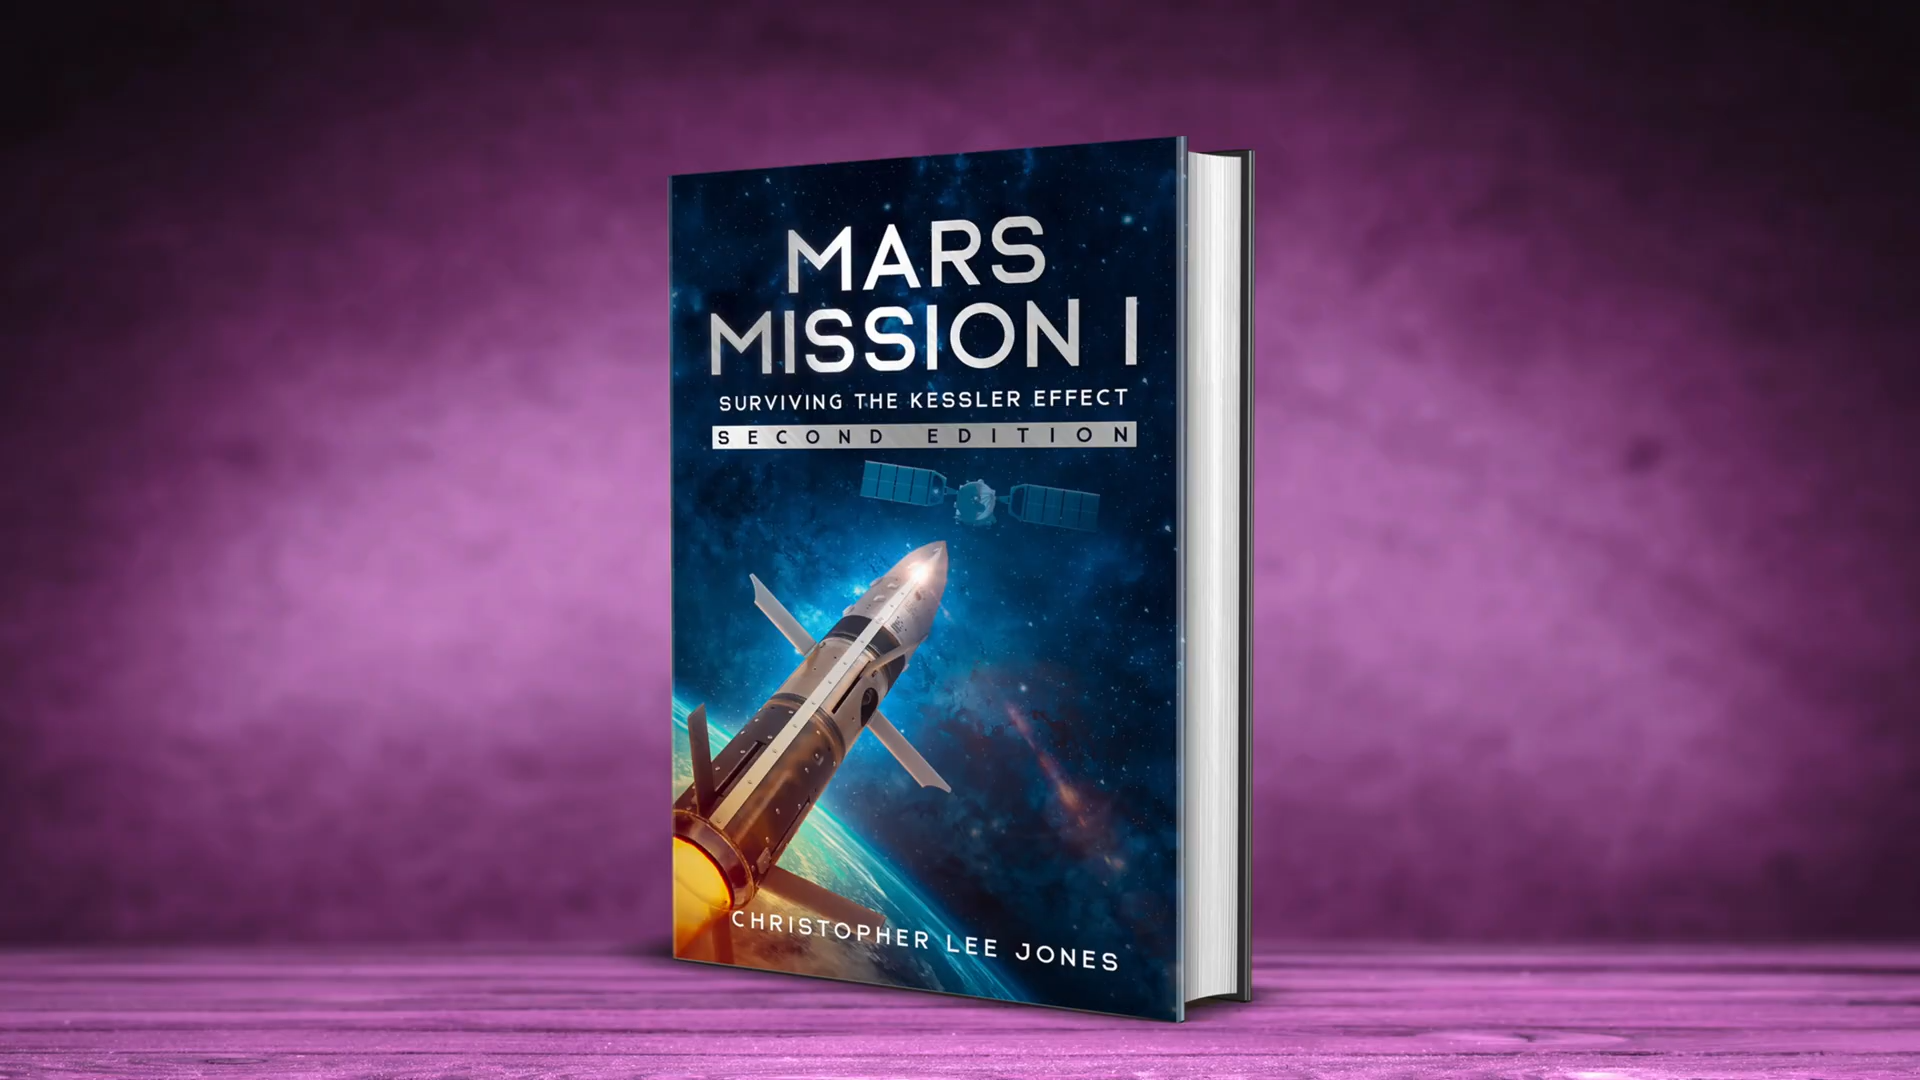 MARS
MISSION I
SURVIVING THE KESSLER EFFECT
SECOND EDITION
CHRISTOPHER LEE JONES